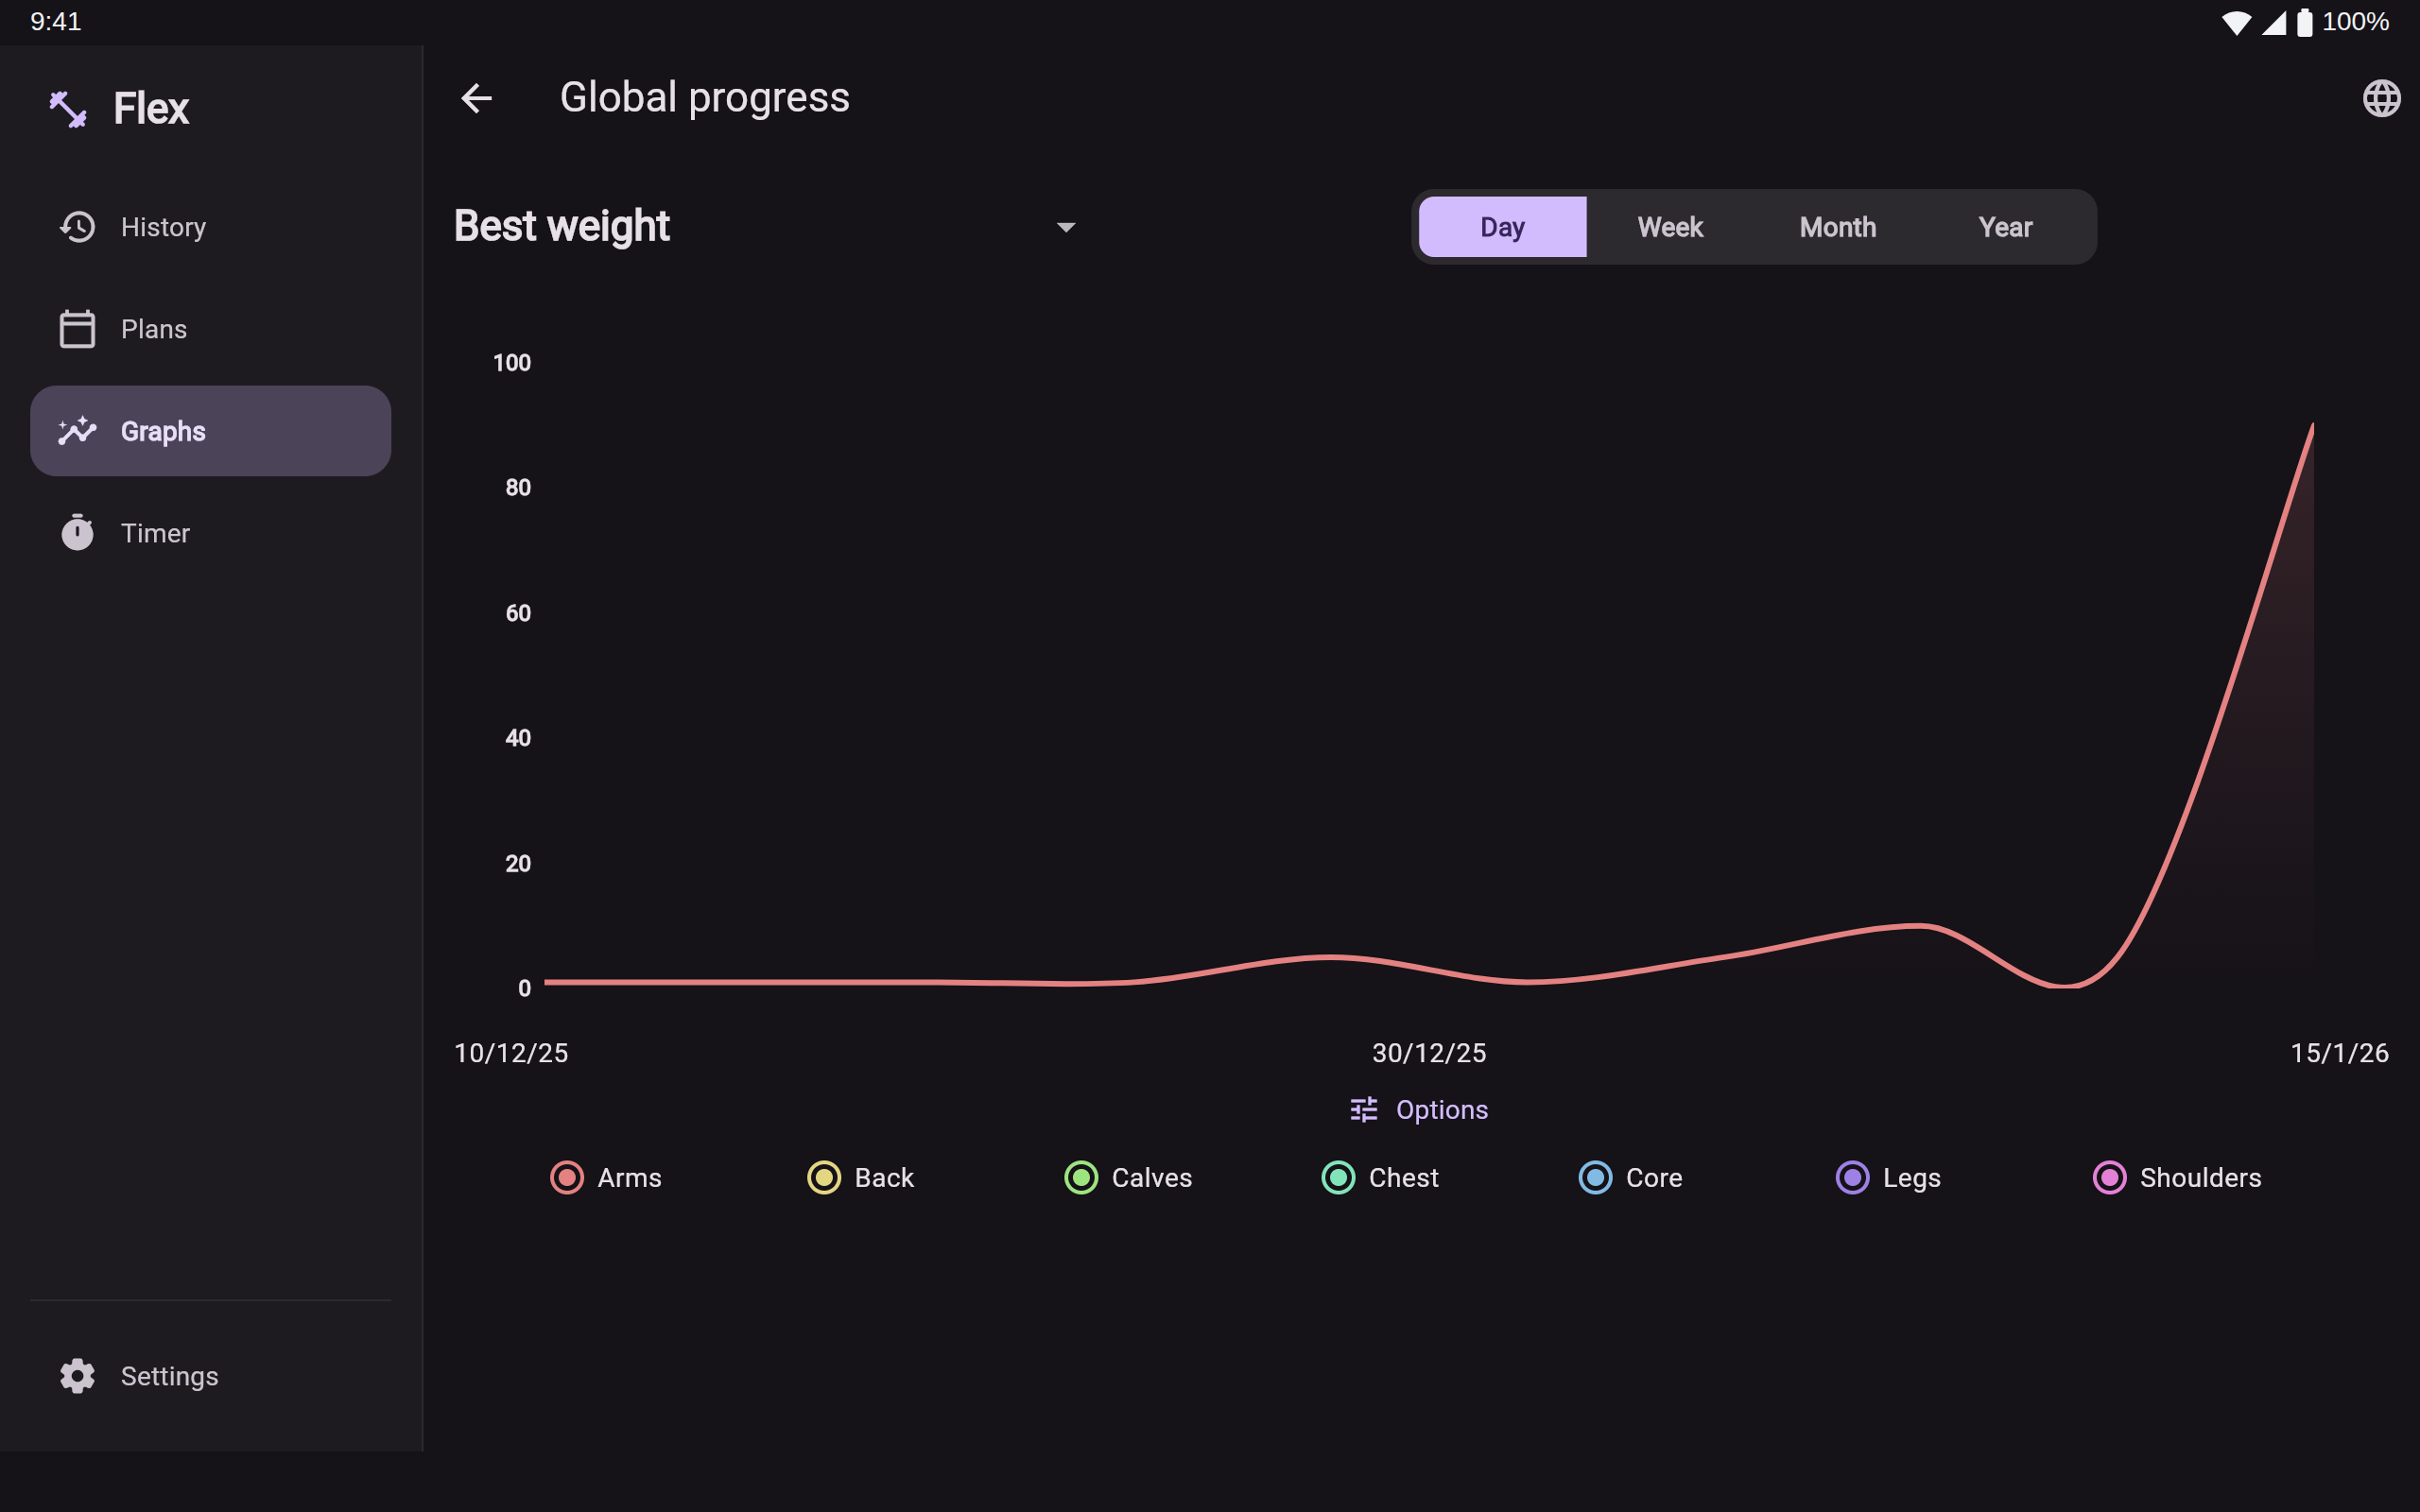 9:41
100%
Flex
Global progress
History
Plans
Graphs
Timer
Settings
Best weight
Day Week Month Year
100
80
60
40
20
0
10/12/25 30/12/25 15/1/26
Options
Arms Back Calves Chest Core Legs Shoulders